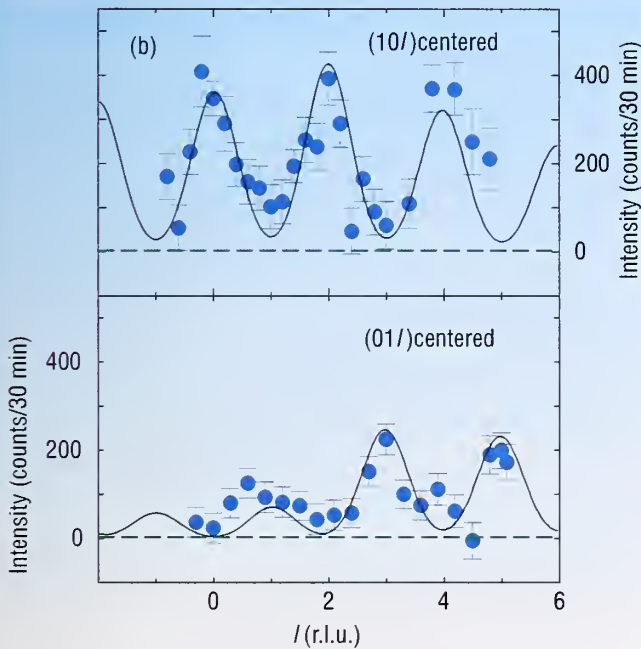 (b)
(10l)centered
400
200
0
Intensity (counts/30 min)
(01l)centered
400
200
0
Intensity (counts/30 min)
0
2
4
6
l (r.l.u.)